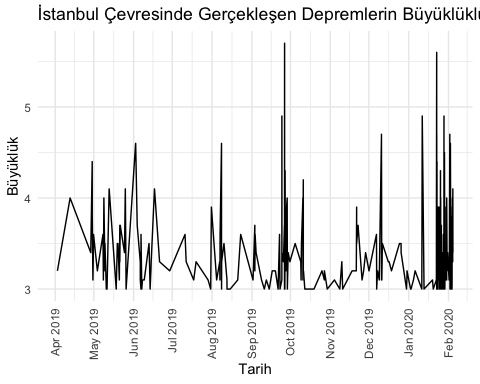 İstanbul Çevresinde Gerçekleşen Depremlerin Büyüklüklü
Büyüklük
5
4
3
Apr 2019
May 2019
Jun 2019
Jul 2019
Aug 2019
Sep 2019
Oct 2019
Nov 2019
Dec 2019
Jan 2020
Feb 2020
Tarih